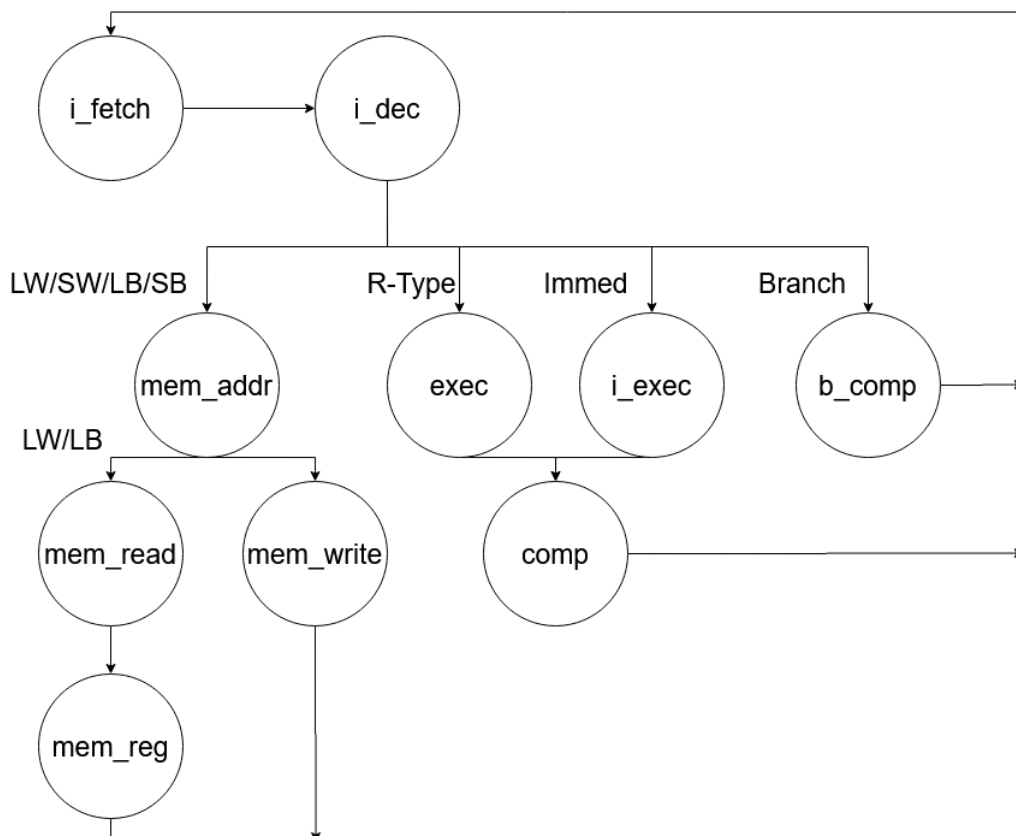 i_fetch
i_dec
LW/SW/LB/SB
R-Type
Immed
Branch
mem_addr
exec
i_exec
b_comp
LW/LB
mem_read
mem_write
comp
mem_reg